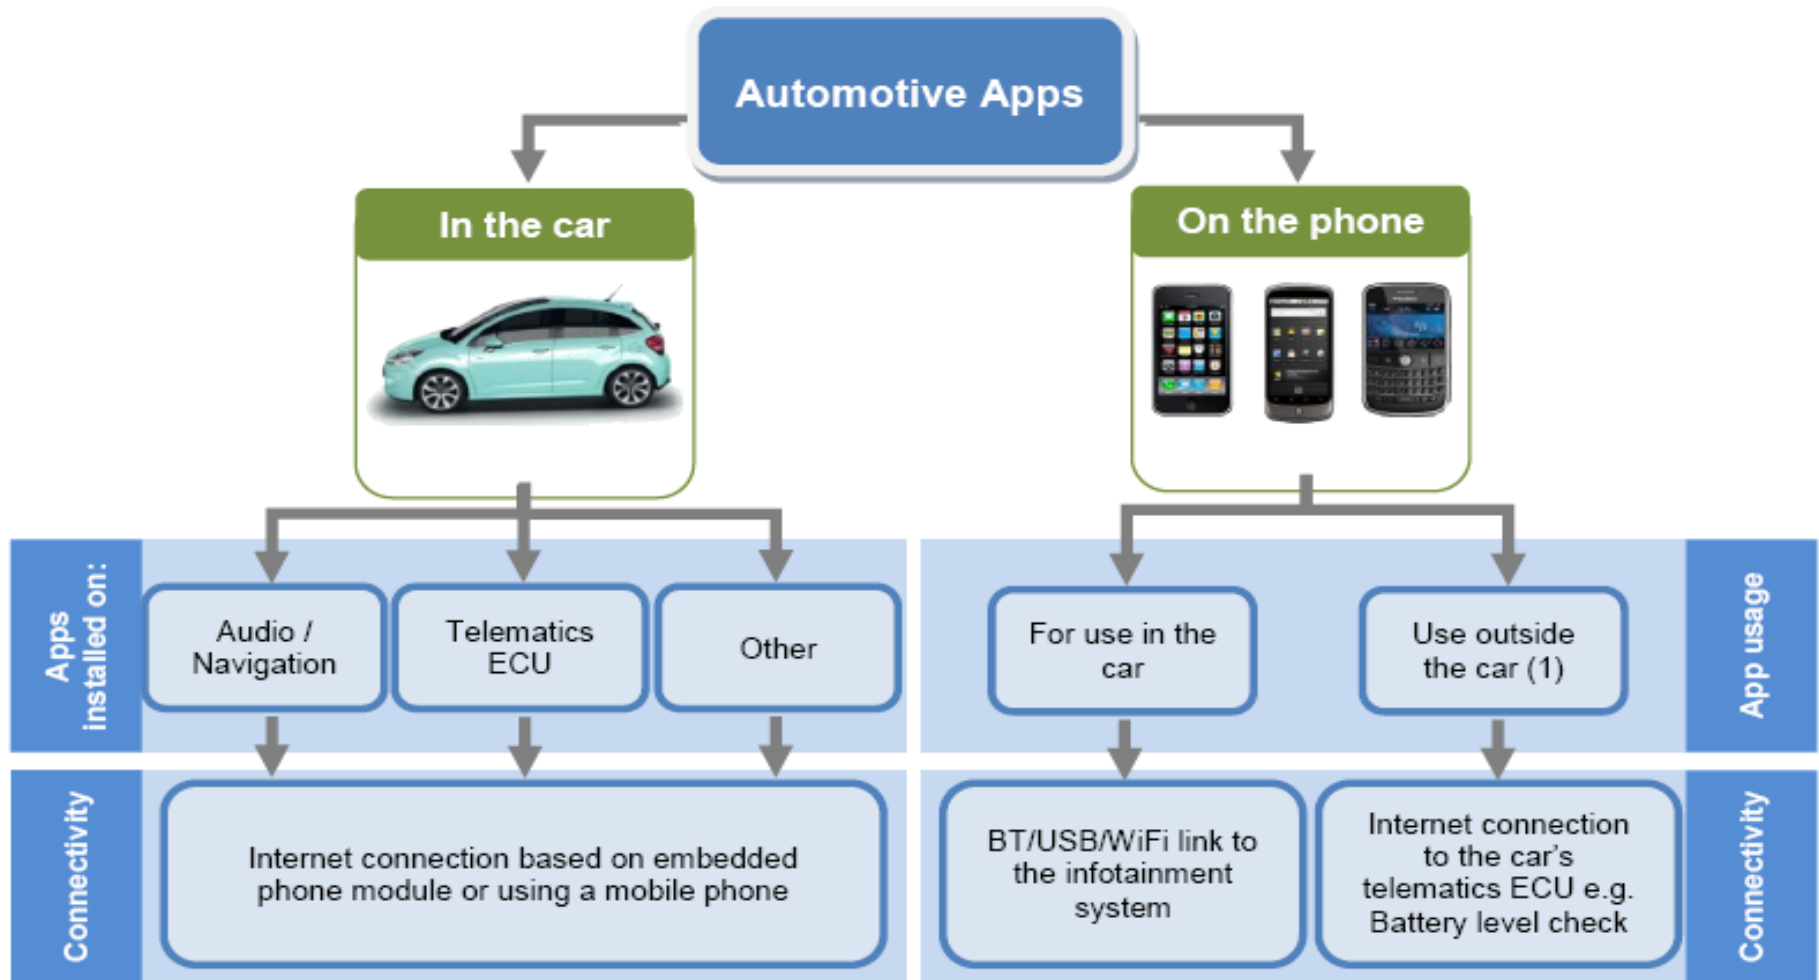 Automotive Apps
In the car
On the phone
Apps
installed on:
Audio /
Navigation
Telematics
ECU
Other
For use in the
car
Use outside
the car (1)
App usage
Connectivity
Internet connection based on embedded
phone module or using a mobile phone
BT/USB/WiFi link to
the infotainment
system
Internet connection
to the car's
telematics ECU e.g.
Battery level check
Connectivity